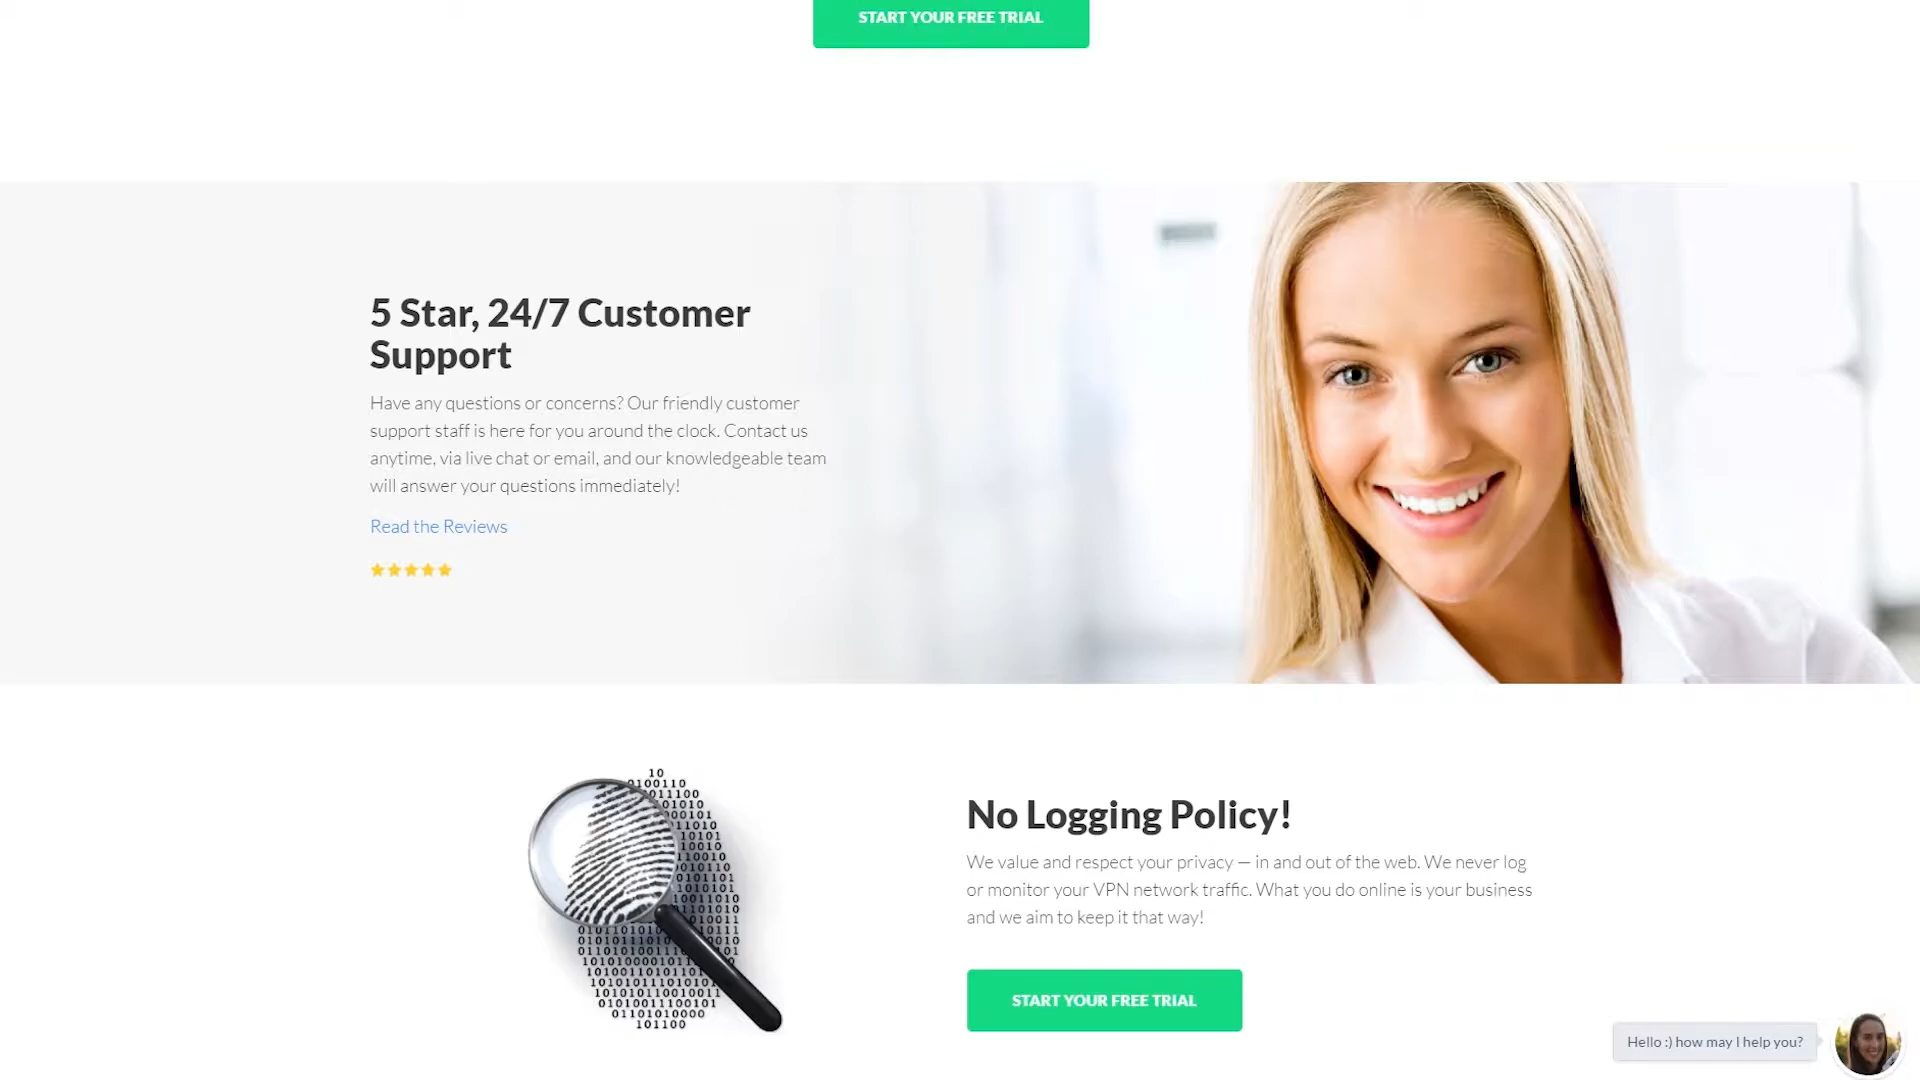 START YOUR FREE TRIAL
5 Star, 24/7 Customer
Support
Have any questions or concerns? Our friendly customer
support staff is here for you around the clock. Contact us
anytime, via live chat or email, and our knowledgeable team
will answer your questions immediately!
Read the Reviews
No Logging Policy!
We value and respect your privacy — in and out of the web. We never log
or monitor your VPN network traffic. What you do online is your business
and we aim to keep it that way!
START YOUR FREE TRIAL
Hello :) how may I help you?